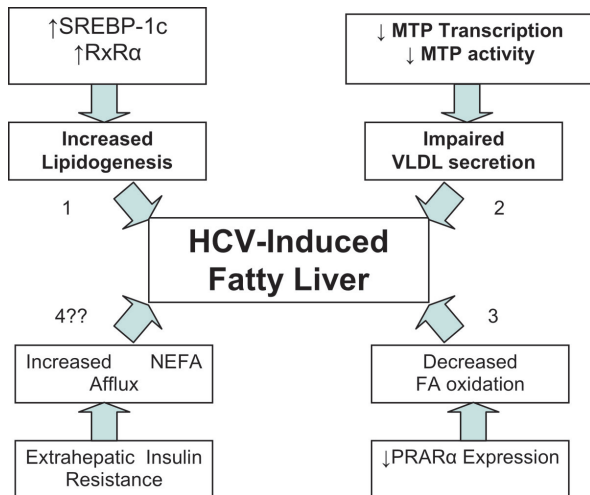 ↑SREBP-1c
↑RxRα
↓ MTP Transcription
↓ MTP activity
Increased
Lipidogenesis
Impaired
VLDL secretion
1
2
HCV-Induced
Fatty Liver
4??
3
Increased NEFA
Afflux
Decreased
FA oxidation
Extrahepatic Insulin
Resistance
↓PRARα Expression